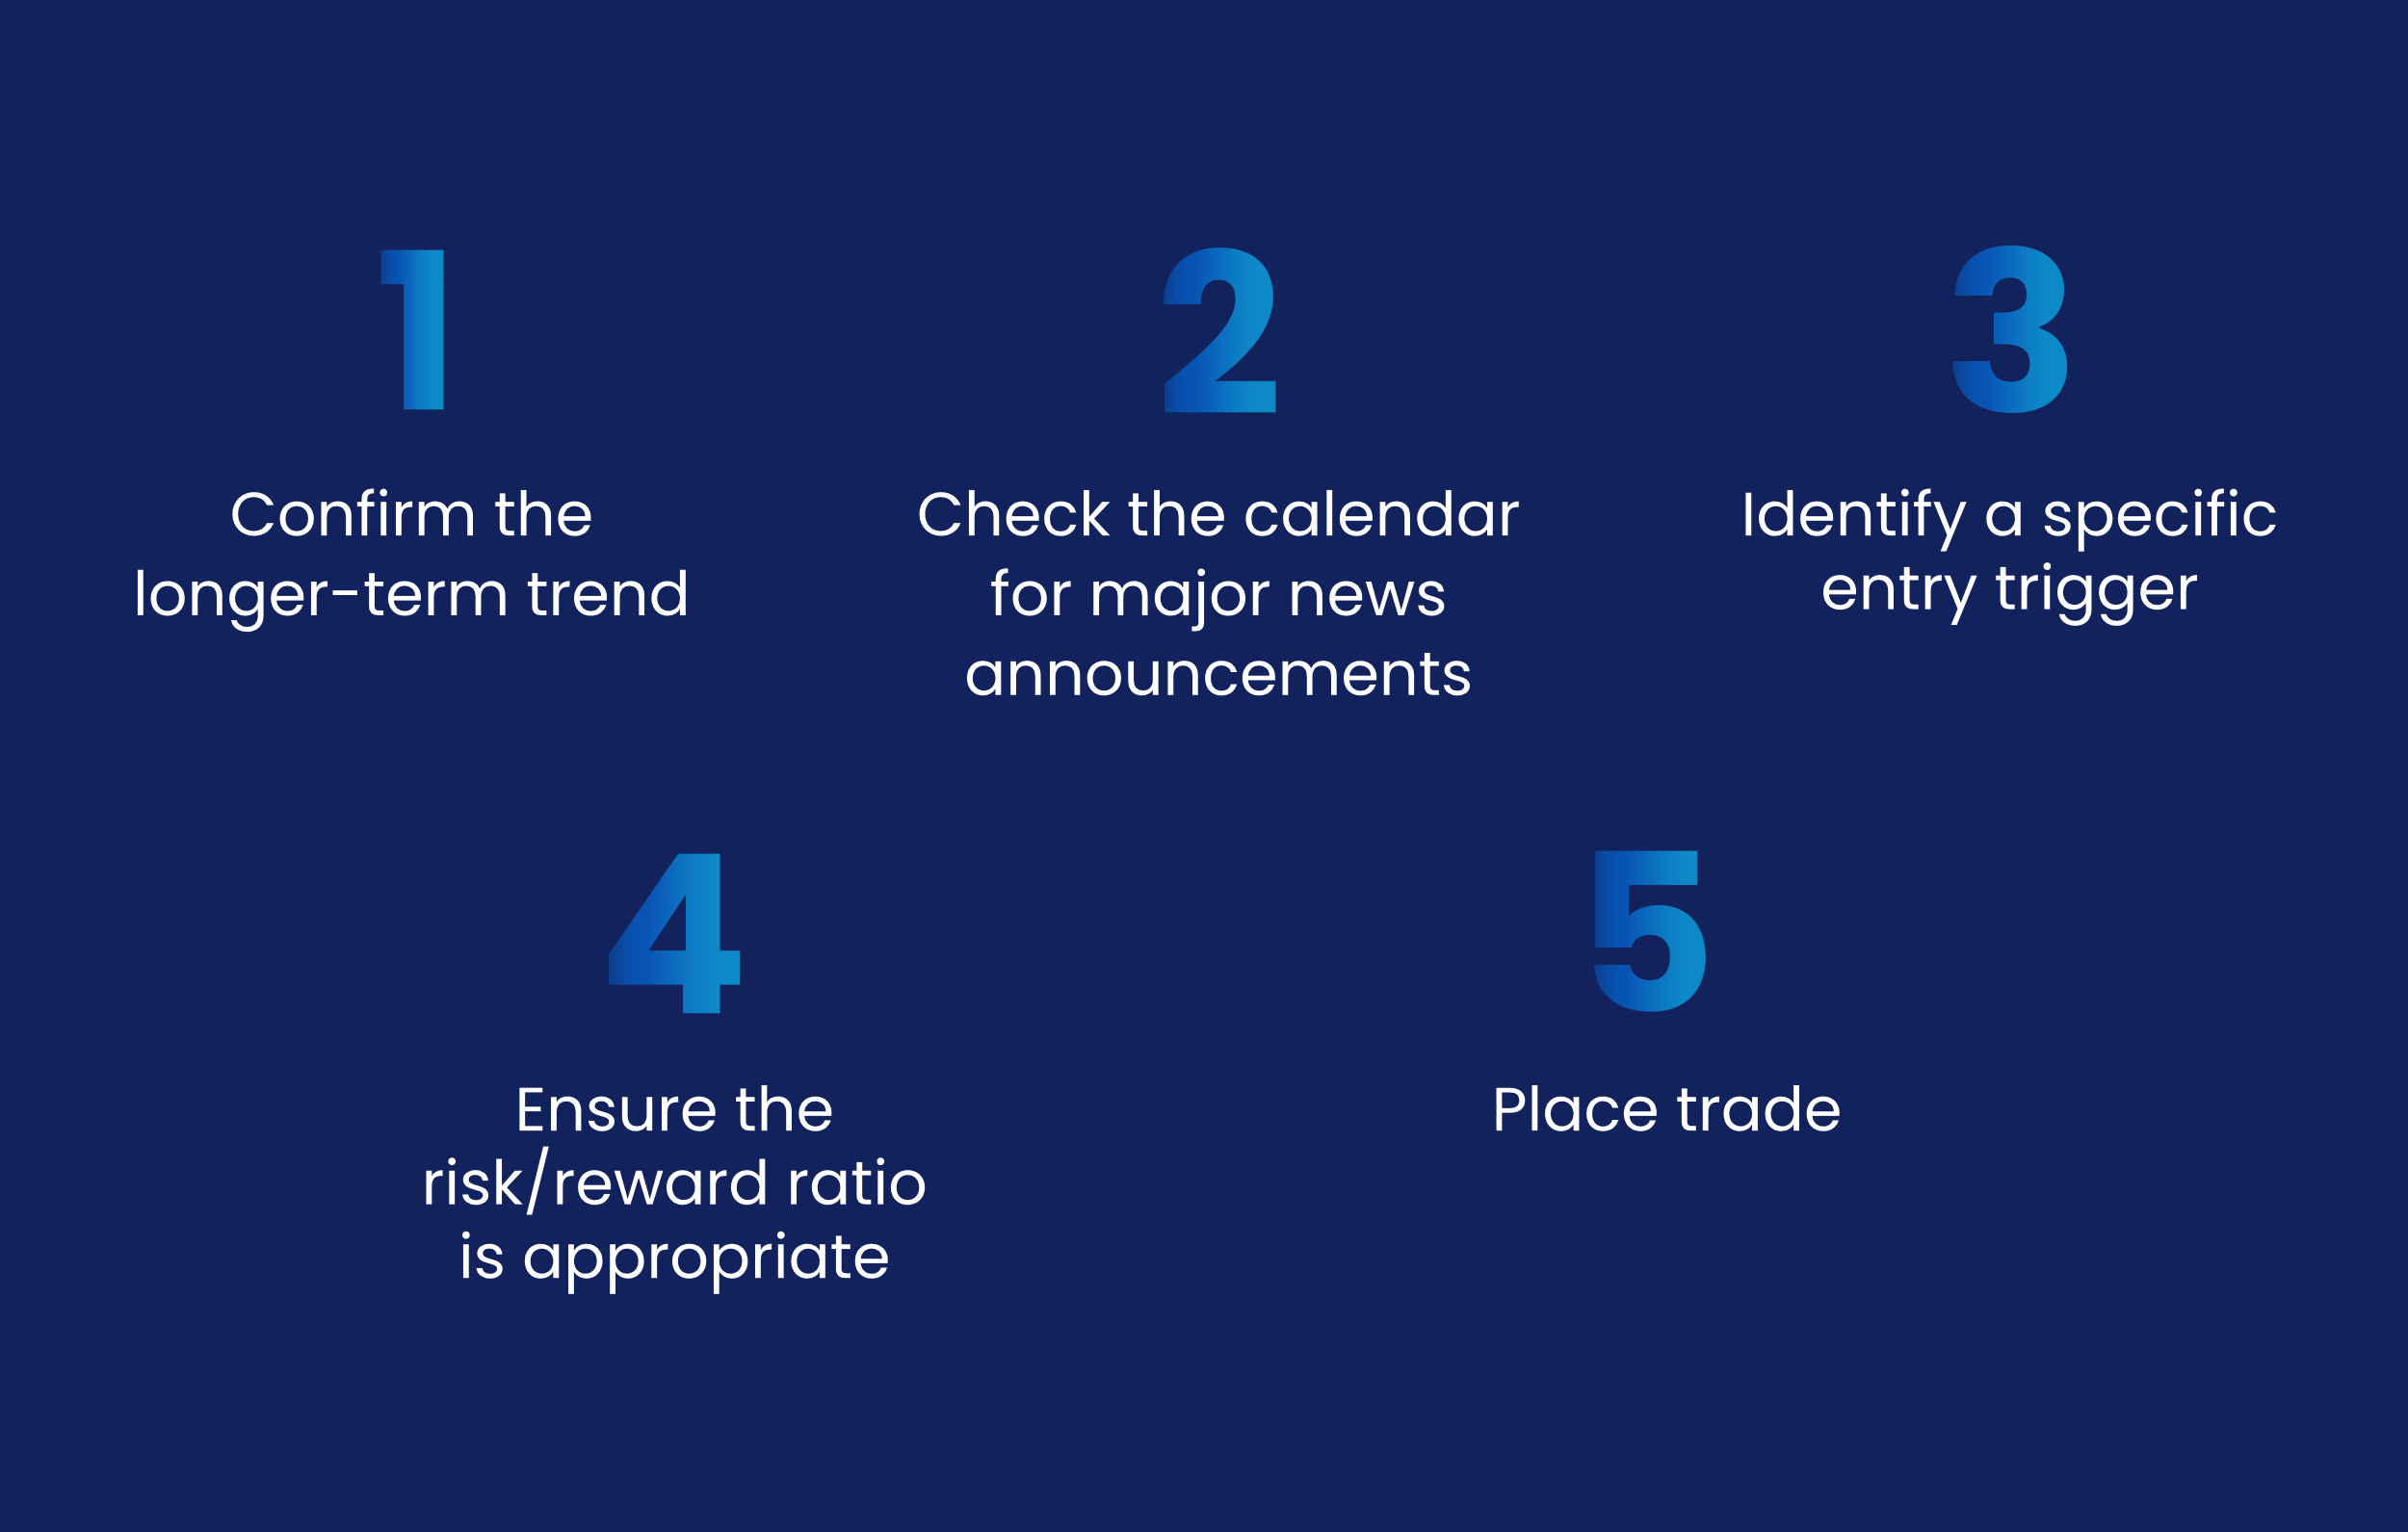 1
Confirm the
longer-term trend
2
Check the calendar
for major news
announcements
3
Identify a specific
entry trigger
4
Ensure the
risk/reward ratio
is appropriate
5
Place trade